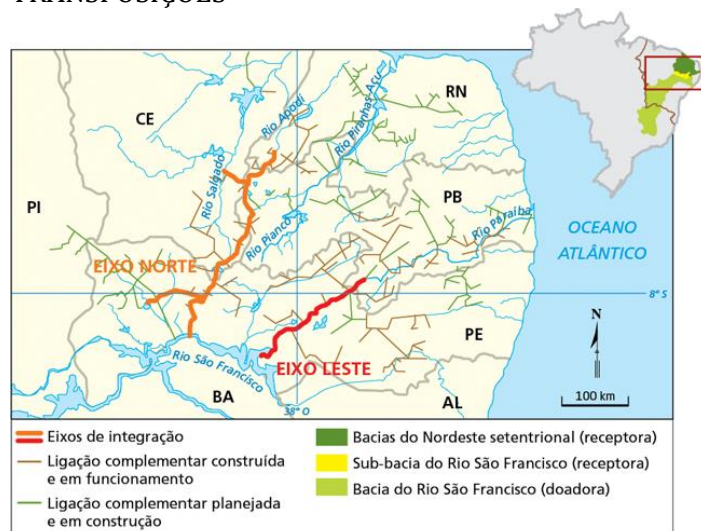 TRANSPOSIÇÕES
CE
RN
Rio Apodi
Rio Piranhas-Açu
Rio Salgado
PI
Rio Piancó
PB
Rio Paraíba
OCEANO
ATLÂNTICO
EIXO NORTE
8° S
N
PE
EIXO LESTE
Rio São Francisco
BA
38° O
AL
100 km
Eixos de integração
Ligação complementar construída
e em funcionamento
Ligação complementar planejada
e em construção
Bacias do Nordeste setentrional (receptora)
Sub-bacia do Rio São Francisco (receptora)
Bacia do Rio São Francisco (doadora)